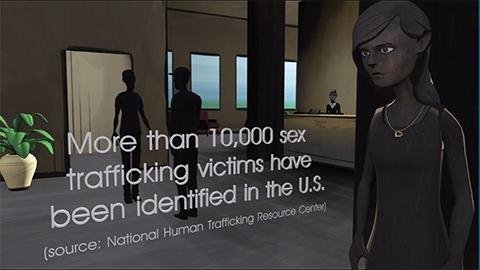 More than 10,000 sex
trafficking victims have
been identified in the U.S.
(source: National Human Trafficking Resource Center)